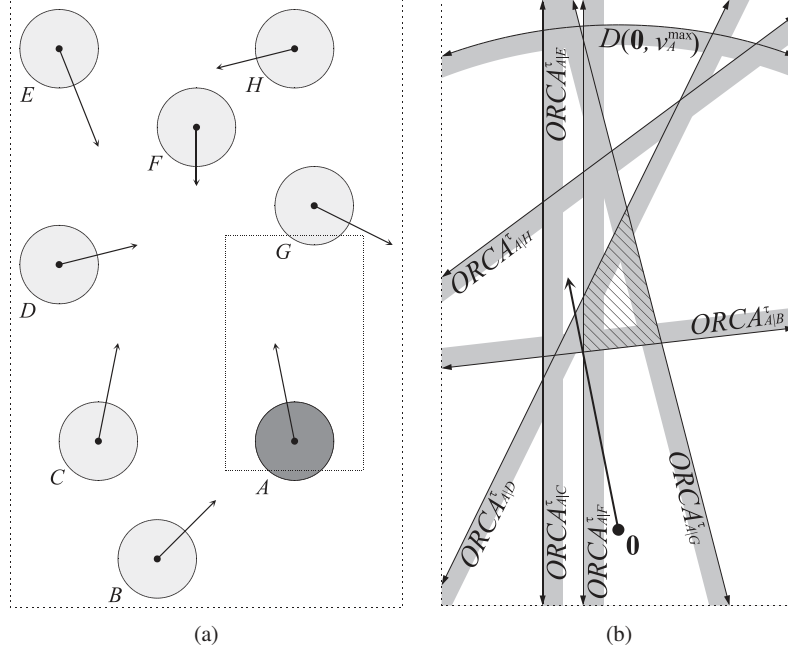 E
H
F
G
D
C
A
B
(a)
D(0, v_A^max)
ORCA^τ_A|E
ORCA^τ_A|H
ORCA^τ_A|B
ORCA^τ_A|D
ORCA^τ_A|C
ORCA^τ_A|F
ORCA^τ_A|G
0
(b)